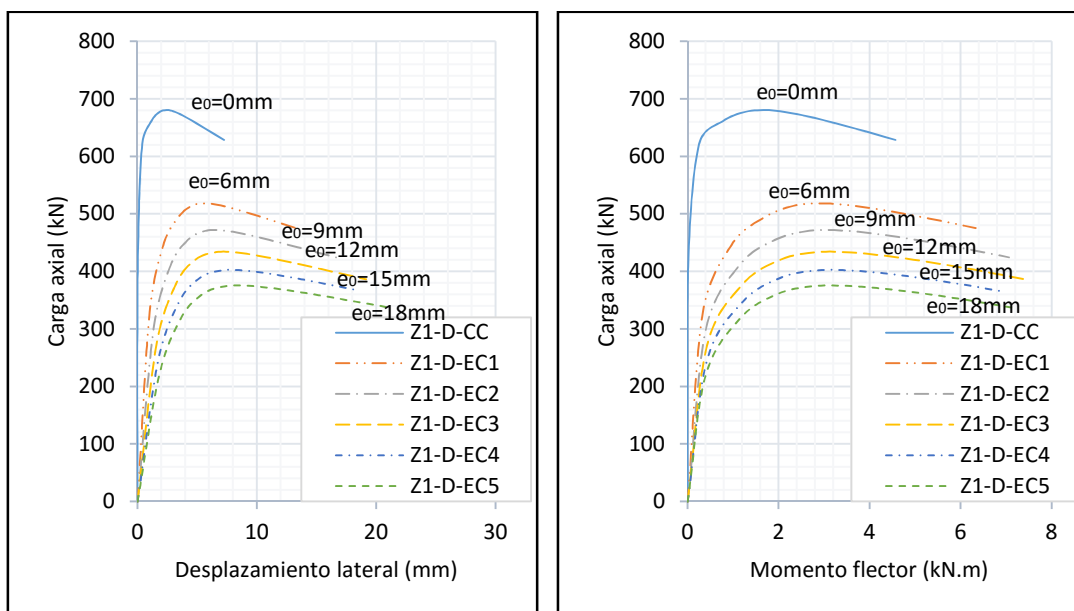 800
700
600
500
400
300
200
100
0
Carga axial (kN)
e0=0mm
e0=6mm
e0=9mm
e0=12mm
e0=15mm
e0=18mm
Z1-D-CC
Z1-D-EC1
Z1-D-EC2
Z1-D-EC3
Z1-D-EC4
Z1-D-EC5
0 10 20 30
Desplazamiento lateral (mm)
800
700
600
500
400
300
200
100
0
Carga axial (kN)
e0=0mm
e0=6mm
e0=9mm
e0=12mm
e0=15mm
e0=18mm
Z1-D-CC
Z1-D-EC1
Z1-D-EC2
Z1-D-EC3
Z1-D-EC4
Z1-D-EC5
0 2 4 6 8
Momento flector (kN.m)